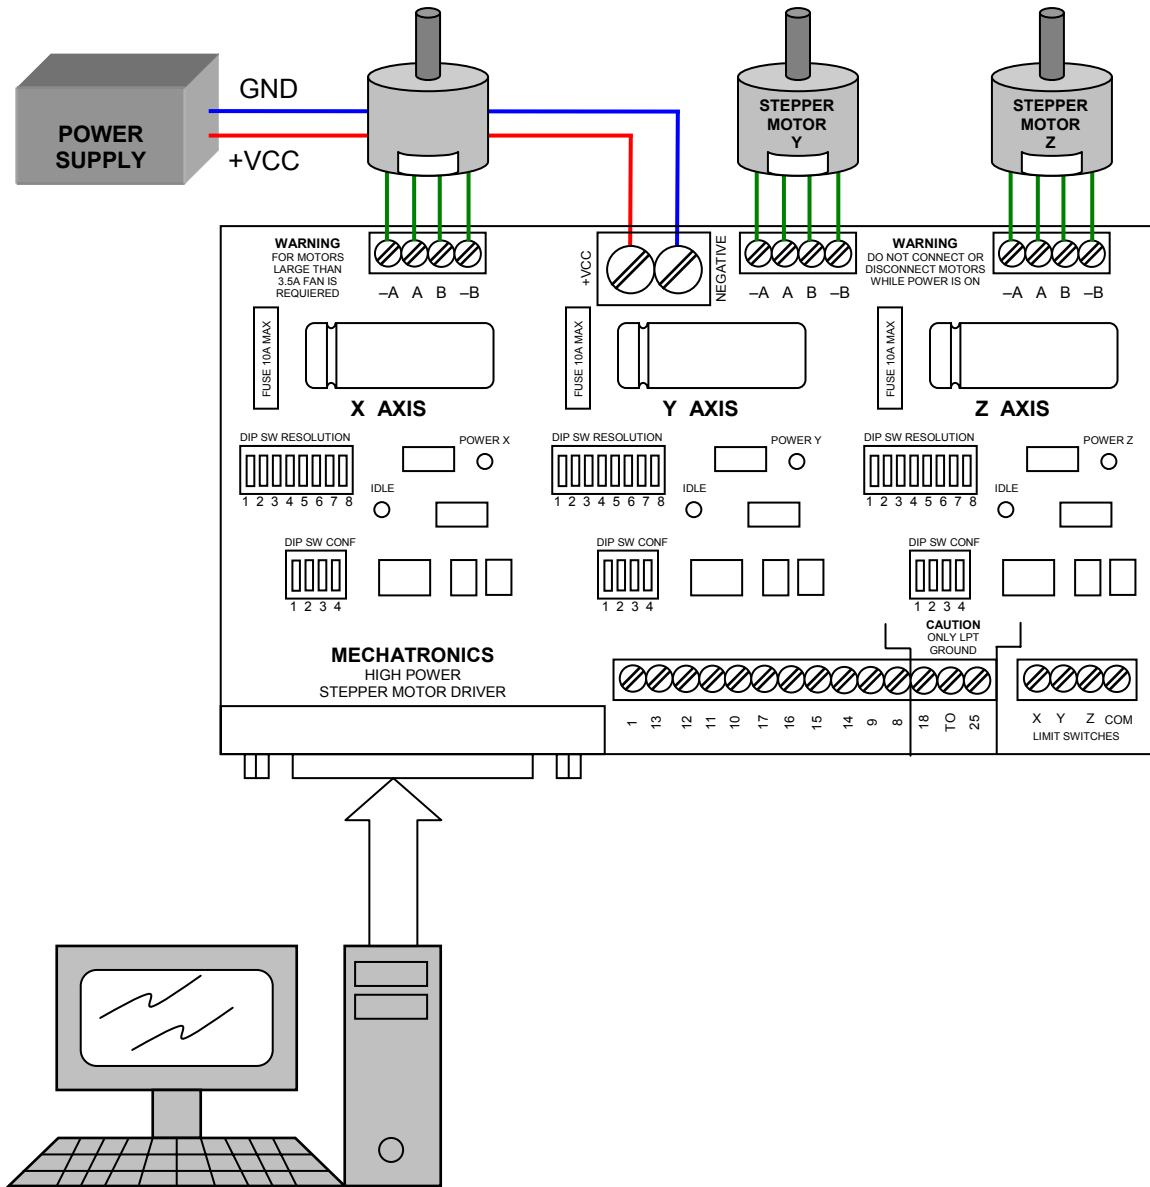 GND
POWER
SUPPLY
+VCC
STEPPER
MOTOR
Y
STEPPER
MOTOR
Z
WARNING
FOR MOTORS
LARGE THAN
3.5A FAN IS
REQUIERED
–A A B –B
+VCC
NEGATIVE
–A A B –B
WARNING
DO NOT CONNECT OR
DISCONNECT MOTORS
WHILE POWER IS ON
–A A B –B
FUSE 10A MAX
X AXIS
FUSE 10A MAX
Y AXIS
FUSE 10A MAX
Z AXIS
DIP SW RESOLUTION
1 2 3 4 5 6 7 8
POWER X
IDLE
DIP SW CONF
1 2 3 4
DIP SW RESOLUTION
1 2 3 4 5 6 7 8
POWER Y
IDLE
DIP SW CONF
1 2 3 4
DIP SW RESOLUTION
1 2 3 4 5 6 7 8
POWER Z
IDLE
DIP SW CONF
1 2 3 4
CAUTION
ONLY LPT
GROUND
MECHATRONICS
HIGH POWER
STEPPER MOTOR DRIVER
1 13 12 11 10 17 16 15 14 9 8 18 TO 25
X Y Z COM
LIMIT SWITCHES